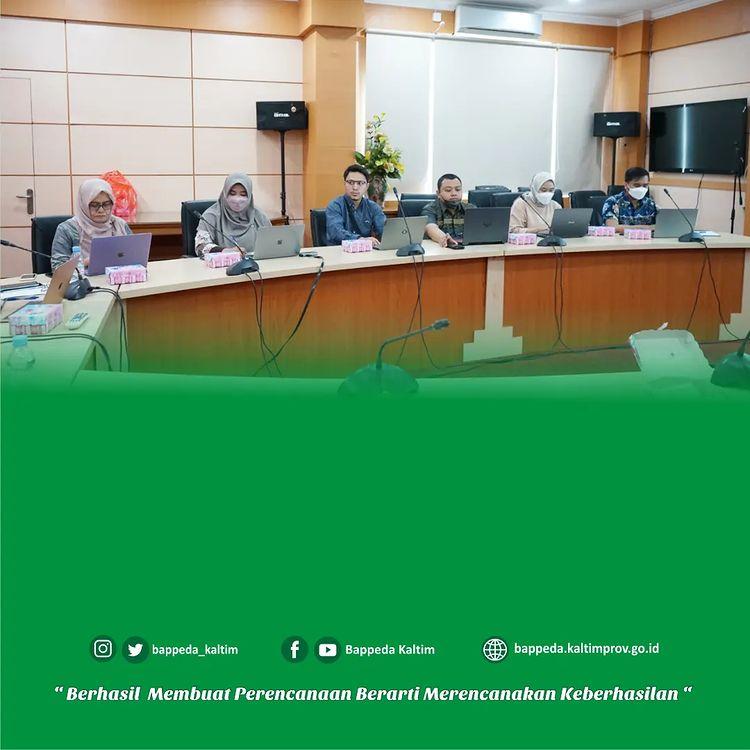 bappeda_kaltim
Bappeda Kaltim
bappeda.kaltimprov.go.id
“ Berhasil Membuat Perencanaan Berarti Merencanakan Keberhasilan “